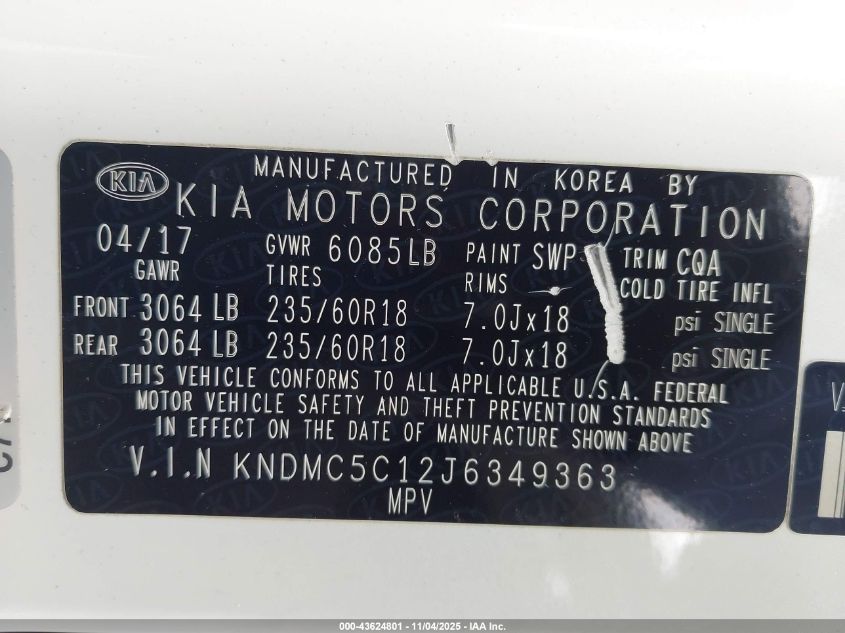 MANUFACTURED IN KOREA BY
KIA KIA MOTORS CORPORATION
04/17 GVWR 6085LB PAINT SWP TRIM CQA
GAWR TIRES RIMS COLD TIRE INFL
FRONT 3064 LB 235/60R18 7.0Jx18 psi SINGLE
REAR 3064 LB 235/60R18 7.0Jx18 psi SINGLE
THIS VEHICLE CONFORMS TO ALL APPLICABLE U.S.A. FEDERAL
MOTOR VEHICLE SAFETY AND THEFT PREVENTION STANDARDS
IN EFFECT ON THE DATE OF MANUFACTURE SHOWN ABOVE
V.I.N KNDMC5C12J6349363
MPV
000-43624801 - 11/04/2025 - IAA Inc.